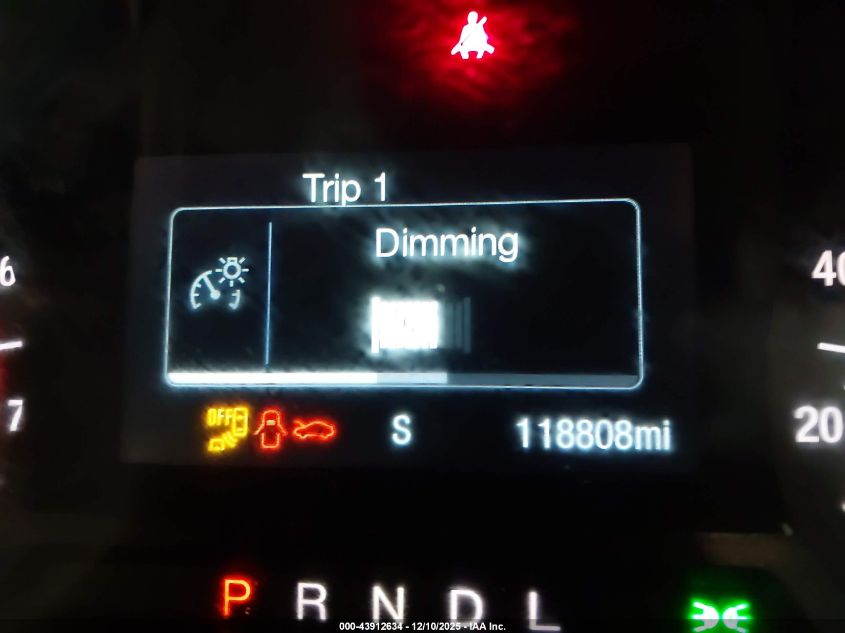 Trip 1
Dimming
6
40
7
20
OFF
S
118808mi
P R N D L
000-43912634 - 12/10/2025 - IAA Inc.